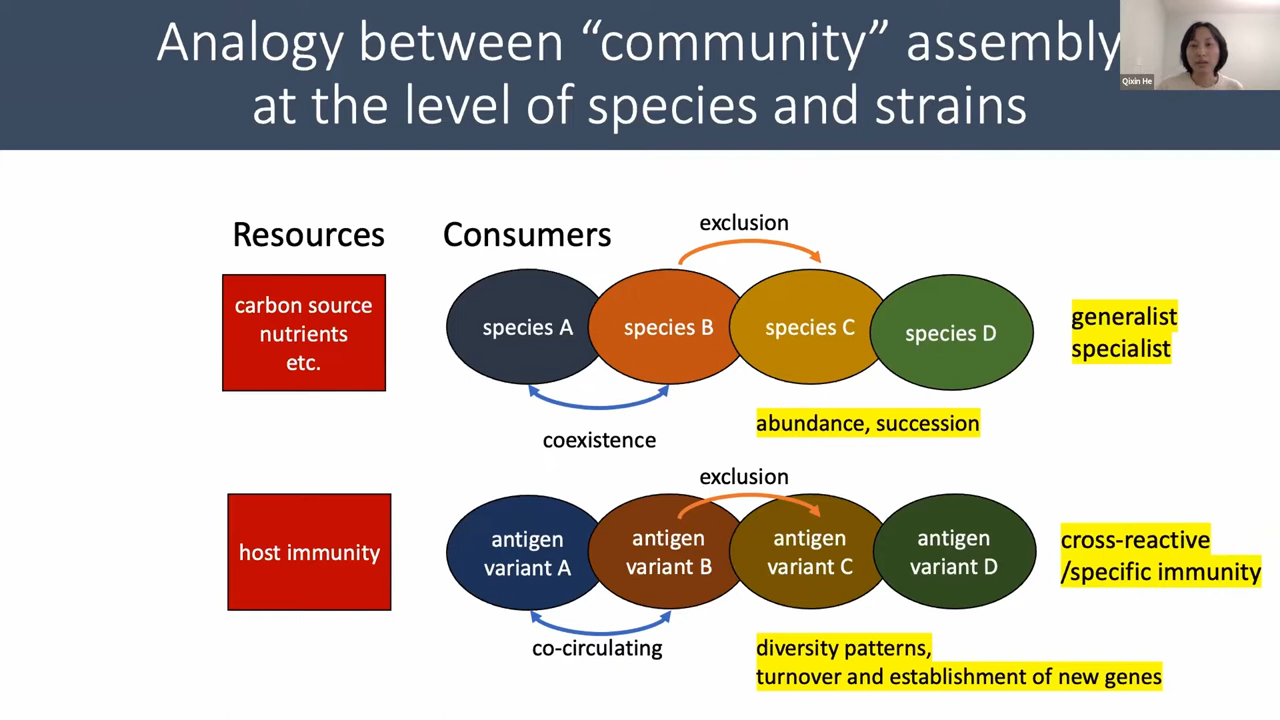 Analogy between “community” assembly
at the level of species and strains
Qixin He
Resources
Consumers
exclusion
carbon source
nutrients
etc.
species A
species B
species C
species D
generalist
specialist
coexistence
abundance, succession
exclusion
host immunity
antigen
variant A
antigen
variant B
antigen
variant C
antigen
variant D
cross-reactive
/specific immunity
co-circulating
diversity patterns,
turnover and establishment of new genes